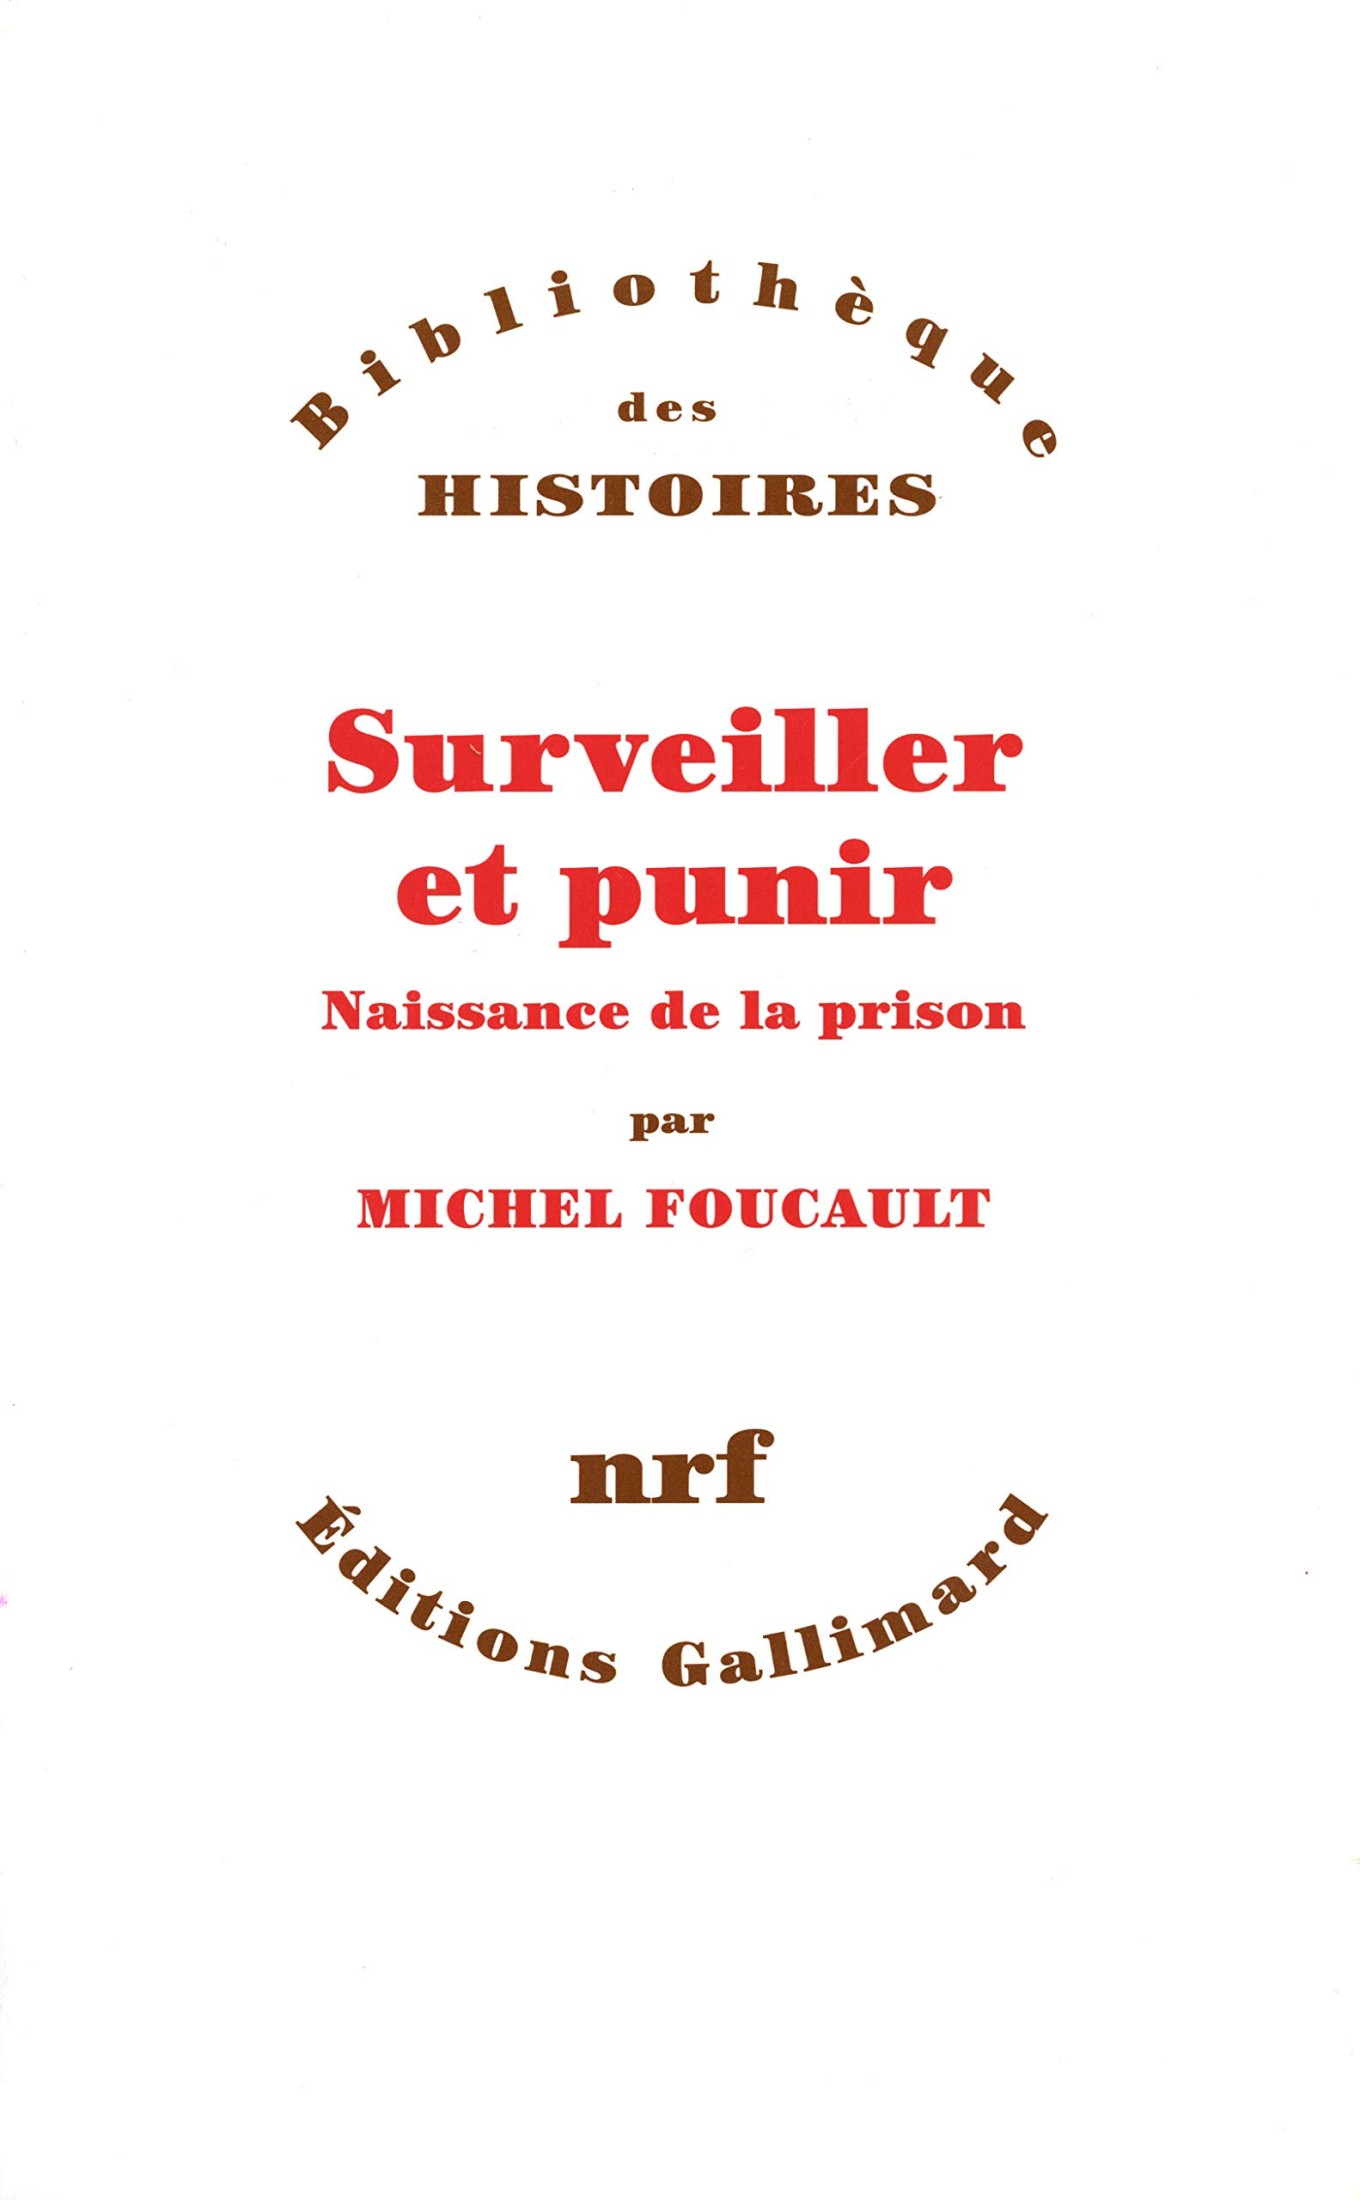 Bibliothèque
des
HISTOIRES
Surveiller
et punir
Naissance de la prison
par
MICHEL FOUCAULT
nrf
Éditions Gallimard